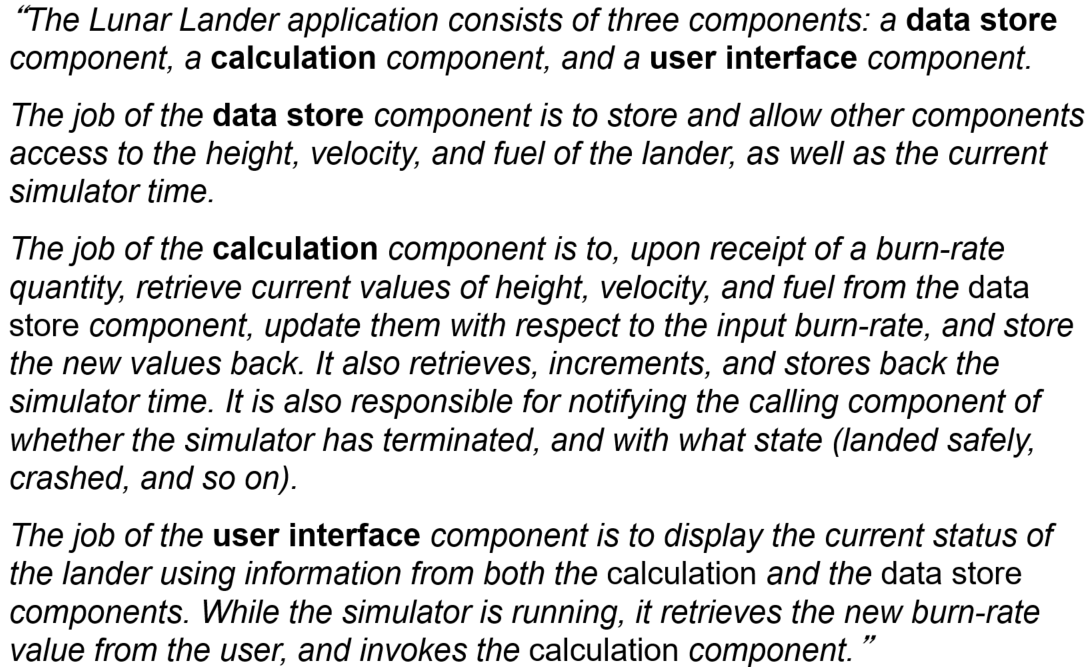 “The Lunar Lander application consists of three components: a data store
component, a calculation component, and a user interface component.
The job of the data store component is to store and allow other components
access to the height, velocity, and fuel of the lander, as well as the current
simulator time.
The job of the calculation component is to, upon receipt of a burn-rate
quantity, retrieve current values of height, velocity, and fuel from the data
store component, update them with respect to the input burn-rate, and store
the new values back. It also retrieves, increments, and stores back the
simulator time. It is also responsible for notifying the calling component of
whether the simulator has terminated, and with what state (landed safely,
crashed, and so on).
The job of the user interface component is to display the current status of
the lander using information from both the calculation and the data store
components. While the simulator is running, it retrieves the new burn-rate
value from the user, and invokes the calculation component.”